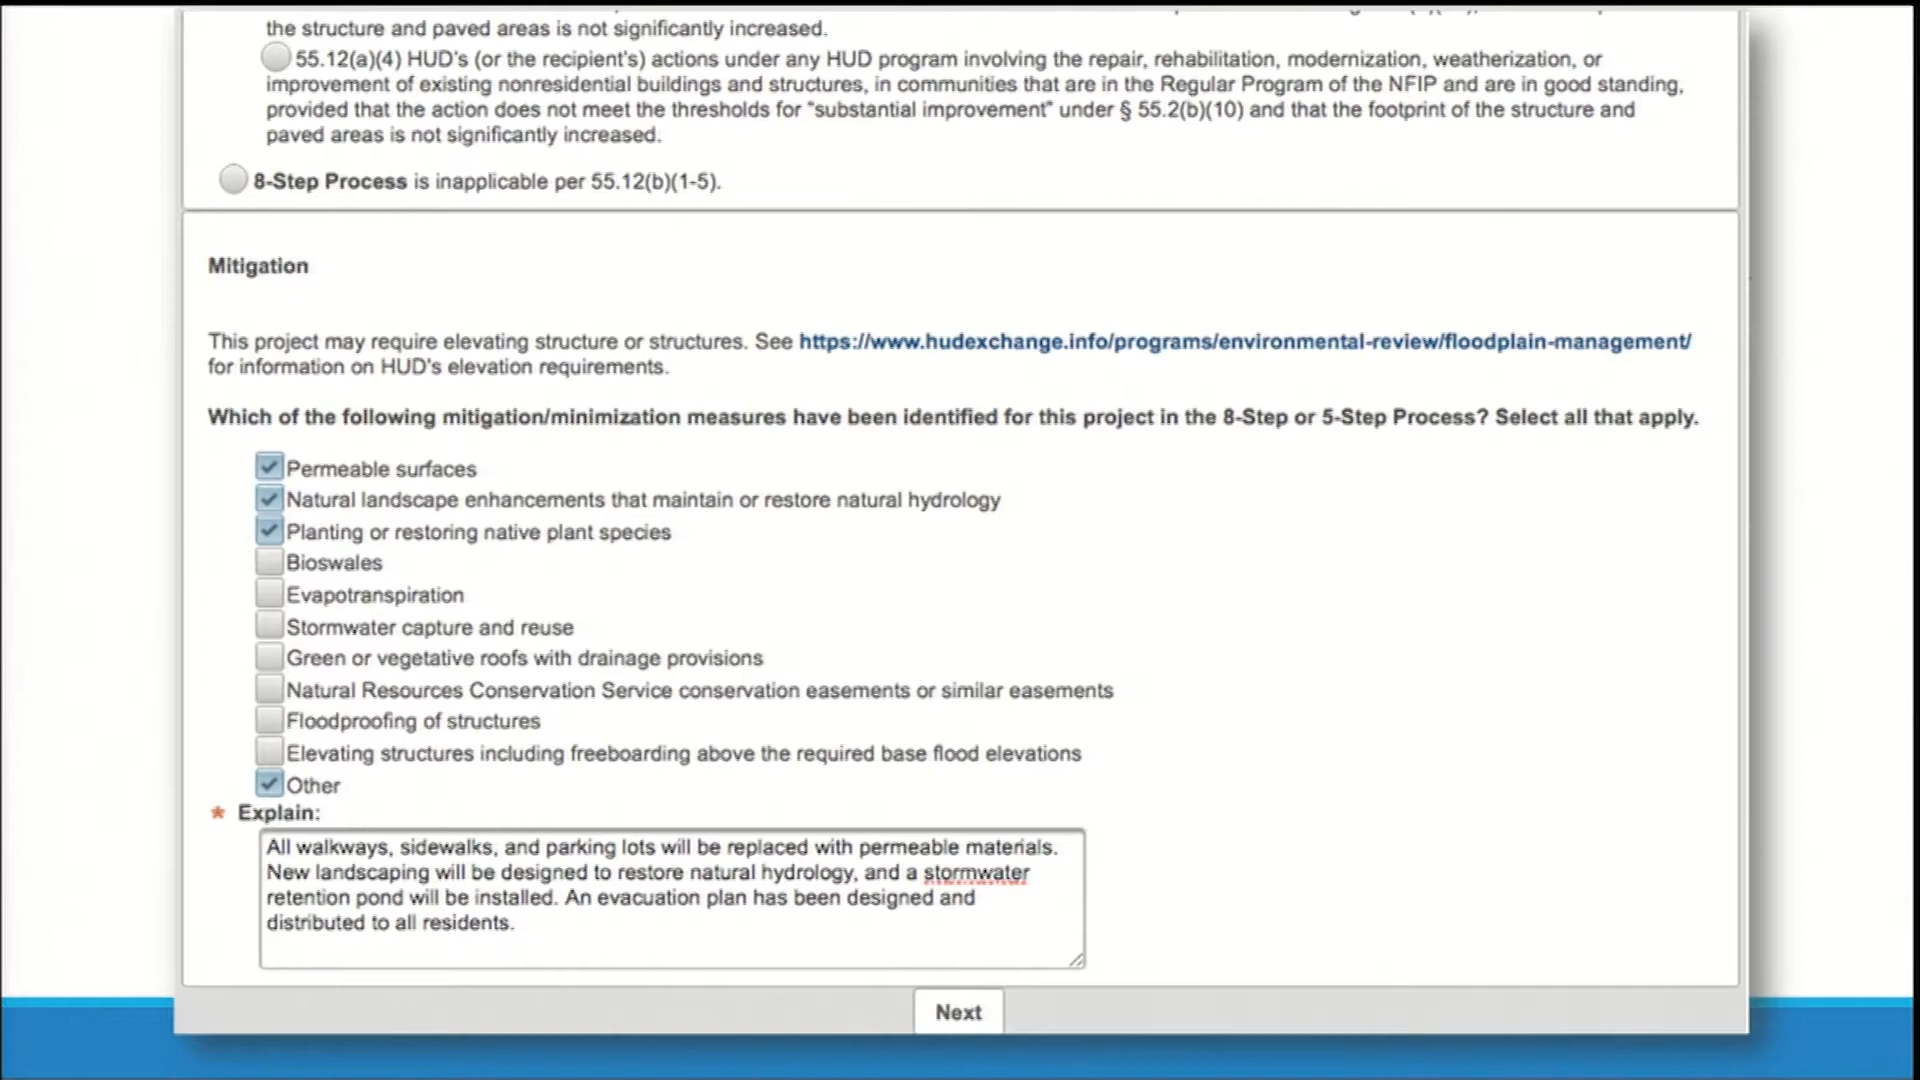 the structure and paved areas is not significantly increased.
55.12(a)(4) HUD's (or the recipient's) actions under any HUD program involving the repair, rehabilitation, modernization, weatherization, or
improvement of existing nonresidential buildings and structures, in communities that are in the Regular Program of the NFIP and are in good standing,
provided that the action does not meet the thresholds for "substantial improvement" under § 55.2(b)(10) and that the footprint of the structure and
paved areas is not significantly increased.
8-Step Process is inapplicable per 55.12(b)(1-5).
Mitigation
This project may require elevating structure or structures. See https://www.hudexchange.info/programs/environmental-review/floodplain-management/
for information on HUD's elevation requirements.
Which of the following mitigation/minimization measures have been identified for this project in the 8-Step or 5-Step Process? Select all that apply.
Permeable surfaces
Natural landscape enhancements that maintain or restore natural hydrology
Planting or restoring native plant species
Bioswales
Evapotranspiration
Stormwater capture and reuse
Green or vegetative roofs with drainage provisions
Natural Resources Conservation Service conservation easements or similar easements
Floodproofing of structures
Elevating structures including freeboarding above the required base flood elevations
Other
* Explain:
All walkways, sidewalks, and parking lots will be replaced with permeable materials.
New landscaping will be designed to restore natural hydrology, and a stormwater
retention pond will be installed. An evacuation plan has been designed and
distributed to all residents.
Next